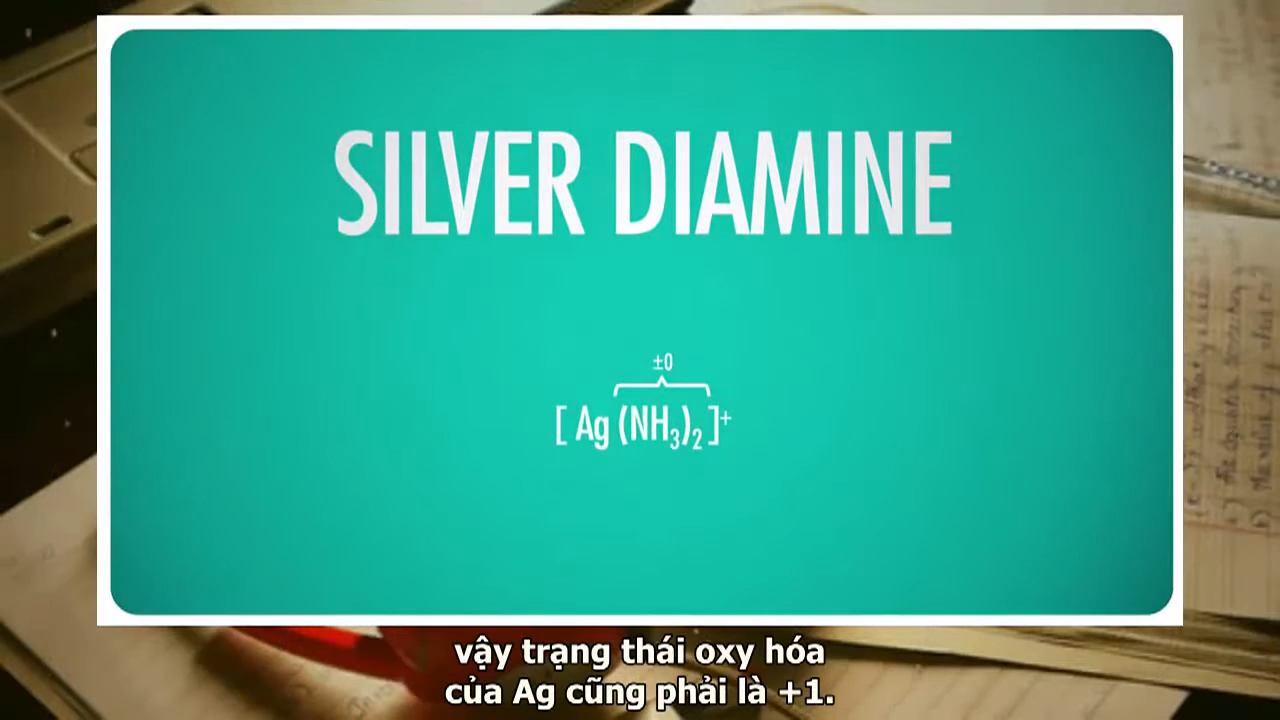 SILVER DIAMINE
±0
[ Ag (NH₃)₂ ]⁺
vậy trạng thái oxy hóa
của Ag cũng phải là +1.